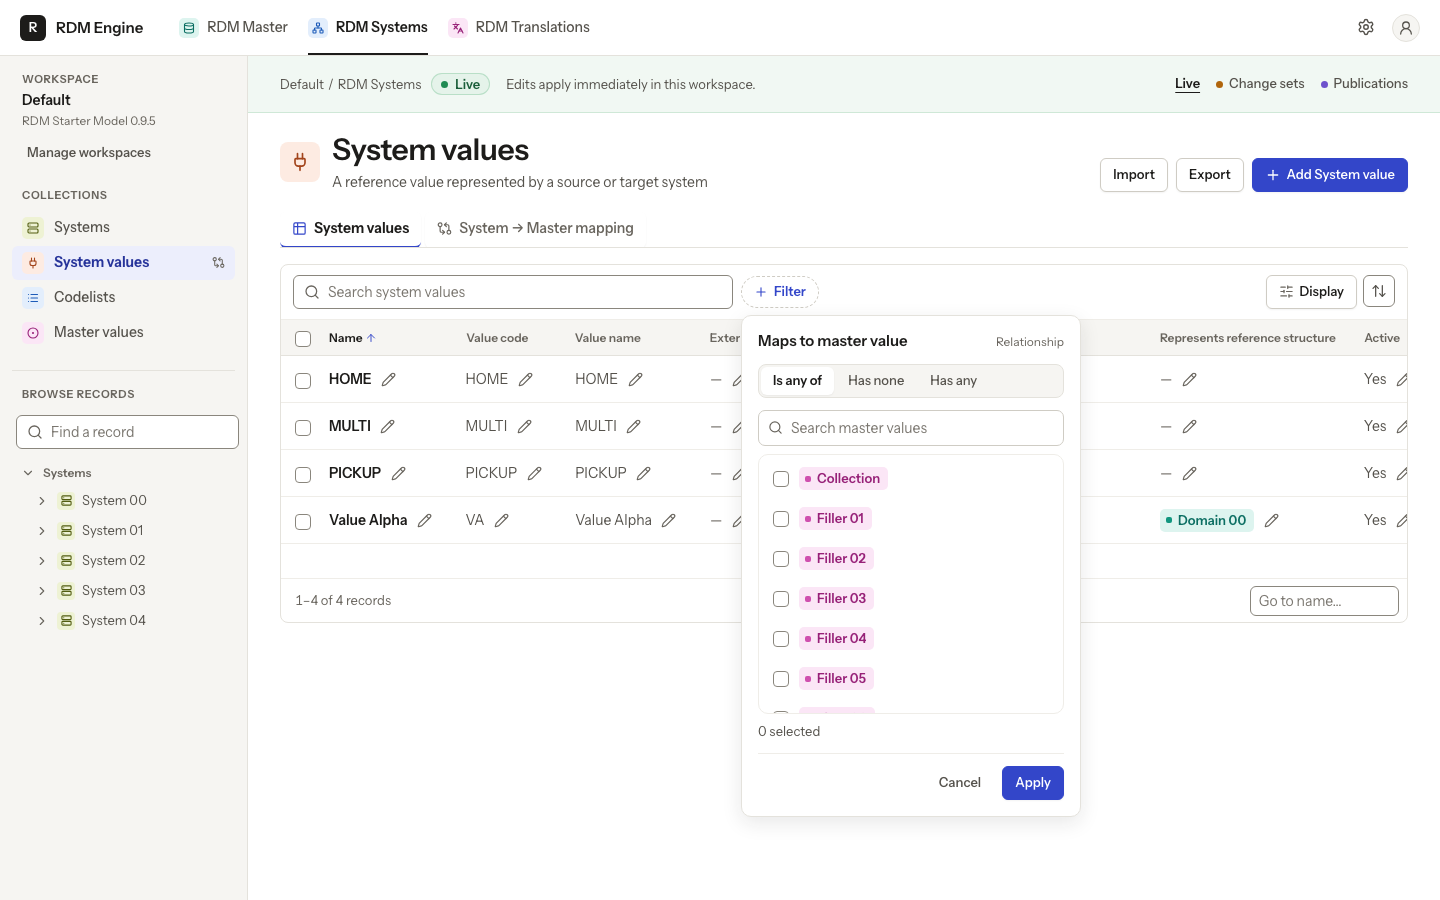 R RDM Engine RDM Master RDM Systems RDM Translations
WORKSPACE
Default
RDM Starter Model 0.9.5
Manage workspaces
COLLECTIONS
Systems
System values
Codelists
Master values
BROWSE RECORDS
Find a record
Systems
System 00
System 01
System 02
System 03
System 04
Default / RDM Systems Live Edits apply immediately in this workspace. Live Change sets Publications
System values
A reference value represented by a source or target system
Import Export Add System value
System values System → Master mapping
Search system values Filter Display
Name ↑ Value code Value name Exter Represents reference structure Active
HOME HOME HOME — — Yes
MULTI MULTI MULTI — — Yes
PICKUP PICKUP PICKUP — — Yes
Value Alpha VA Value Alpha — Domain 00 Yes
1–4 of 4 records Go to name...
Maps to master value Relationship
Is any of Has none Has any
Search master values
Collection
Filler 01
Filler 02
Filler 03
Filler 04
Filler 05
0 selected
Cancel Apply